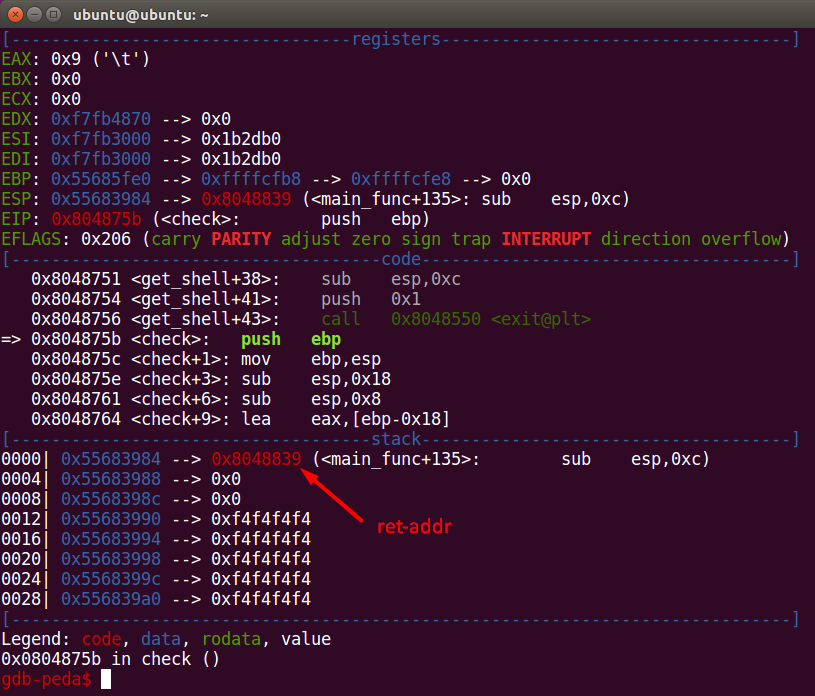 ubuntu@ubuntu: ~
[----------------------------------registers-----------------------------------]
EAX: 0x9 ('\t')
EBX: 0x0
ECX: 0x0
EDX: 0xf7fb4870 --> 0x0
ESI: 0xf7fb3000 --> 0x1b2db0
EDI: 0xf7fb3000 --> 0x1b2db0
EBP: 0x55685fe0 --> 0xffffcfb8 --> 0xffffcfe8 --> 0x0
ESP: 0x55683984 --> 0x8048839 (<main_func+135>: sub    esp,0xc)
EIP: 0x804875b (<check>:        push   ebp)
EFLAGS: 0x206 (carry PARITY adjust zero sign trap INTERRUPT direction overflow)
[-------------------------------------code-------------------------------------]
   0x8048751 <get_shell+38>:    sub    esp,0xc
   0x8048754 <get_shell+41>:    push   0x1
   0x8048756 <get_shell+43>:    call   0x8048550 <exit@plt>
=> 0x804875b <check>:   push   ebp
   0x804875c <check+1>: mov    ebp,esp
   0x804875e <check+3>: sub    esp,0x18
   0x8048761 <check+6>: sub    esp,0x8
   0x8048764 <check+9>: lea    eax,[ebp-0x18]
[------------------------------------stack-------------------------------------]
0000| 0x55683984 --> 0x8048839 (<main_func+135>:        sub    esp,0xc)
0004| 0x55683988 --> 0x0
0008| 0x5568398c --> 0x0
0012| 0x55683990 --> 0xf4f4f4f4
ret-addr
0016| 0x55683994 --> 0xf4f4f4f4
0020| 0x55683998 --> 0xf4f4f4f4
0024| 0x5568399c --> 0xf4f4f4f4
0028| 0x556839a0 --> 0xf4f4f4f4
[------------------------------------------------------------------------------]
Legend: code, data, rodata, value
0x0804875b in check ()
gdb-peda$